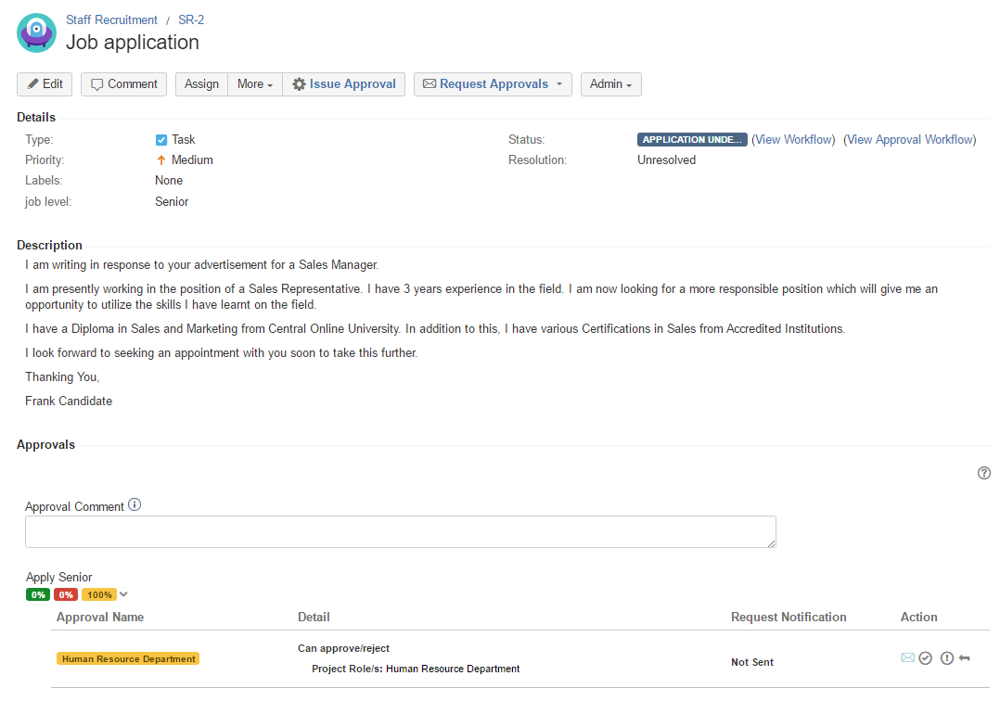 Staff Recruitment / SR-2
Job application
Edit Comment Assign More Issue Approval Request Approvals Admin
Details
Type: Task Status: APPLICATION UNDE... (View Workflow) (View Approval Workflow)
Priority: Medium Resolution: Unresolved
Labels: None
job level: Senior
Description
I am writing in response to your advertisement for a Sales Manager.
I am presently working in the position of a Sales Representative. I have 3 years experience in the field. I am now looking for a more responsible position which will give me an
opportunity to utilize the skills I have learnt on the field.
I have a Diploma in Sales and Marketing from Central Online University. In addition to this, I have various Certifications in Sales from Accredited Institutions.
I look forward to seeking an appointment with you soon to take this further.
Thanking You,
Frank Candidate
Approvals
Approval Comment
Apply Senior
0% 0% 100%
Approval Name Detail Request Notification Action
Can approve/reject
Human Resource Department Project Role/s: Human Resource Department Not Sent